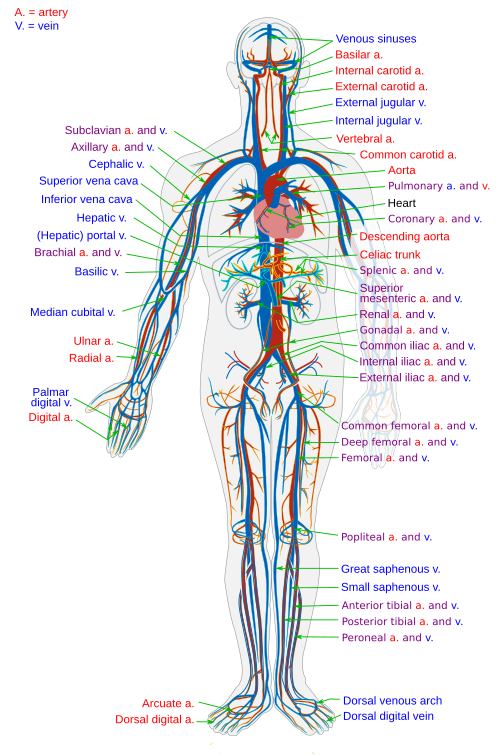 A. = artery
V. = vein
Subclavian a. and v.
Axillary a. and v.
Cephalic v.
Superior vena cava
Inferior vena cava
Hepatic v.
(Hepatic) portal v.
Brachial a. and v.
Basilic v.
Median cubital v.
Ulnar a.
Radial a.
Palmar
digital v.
Digital a.
Arcuate a.
Dorsal digital a.
Venous sinuses
Basilar a.
Internal carotid a.
External carotid a.
External jugular v.
Internal jugular v.
Vertebral a.
Common carotid a.
Aorta
Pulmonary a. and v.
Heart
Coronary a. and v.
Descending aorta
Celiac trunk
Splenic a. and v.
Superior
mesenteric a. and v.
Renal a. and v.
Gonadal a. and v.
Common iliac a. and v.
Internal iliac a. and v.
External iliac a. and v.
Common femoral a. and v.
Deep femoral a. and v.
Femoral a. and v.
Popliteal a. and v.
Great saphenous v.
Small saphenous v.
Anterior tibial a. and v.
Posterior tibial a. and v.
Peroneal a. and v.
Dorsal venous arch
Dorsal digital vein